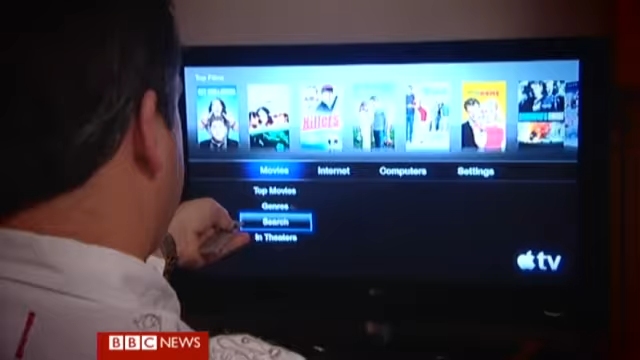 Top Films
Killers
Movies Internet Computers Settings
Top Movies
Genres
Search
In Theaters
tv
BBC NEWS